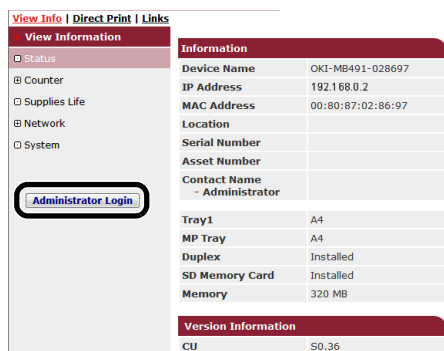 View Info | Direct Print | Links
View Information
Status
Counter
Supplies Life
Network
System
Administrator Login
Information
Device Name OKI-MB491-028697
IP Address 192.168.0.2
MAC Address 00:80:87:02:86:97
Location
Serial Number
Asset Number
Contact Name
- Administrator
Tray1 A4
MP Tray A4
Duplex Installed
SD Memory Card Installed
Memory 320 MB
Version Information
CU S0.36